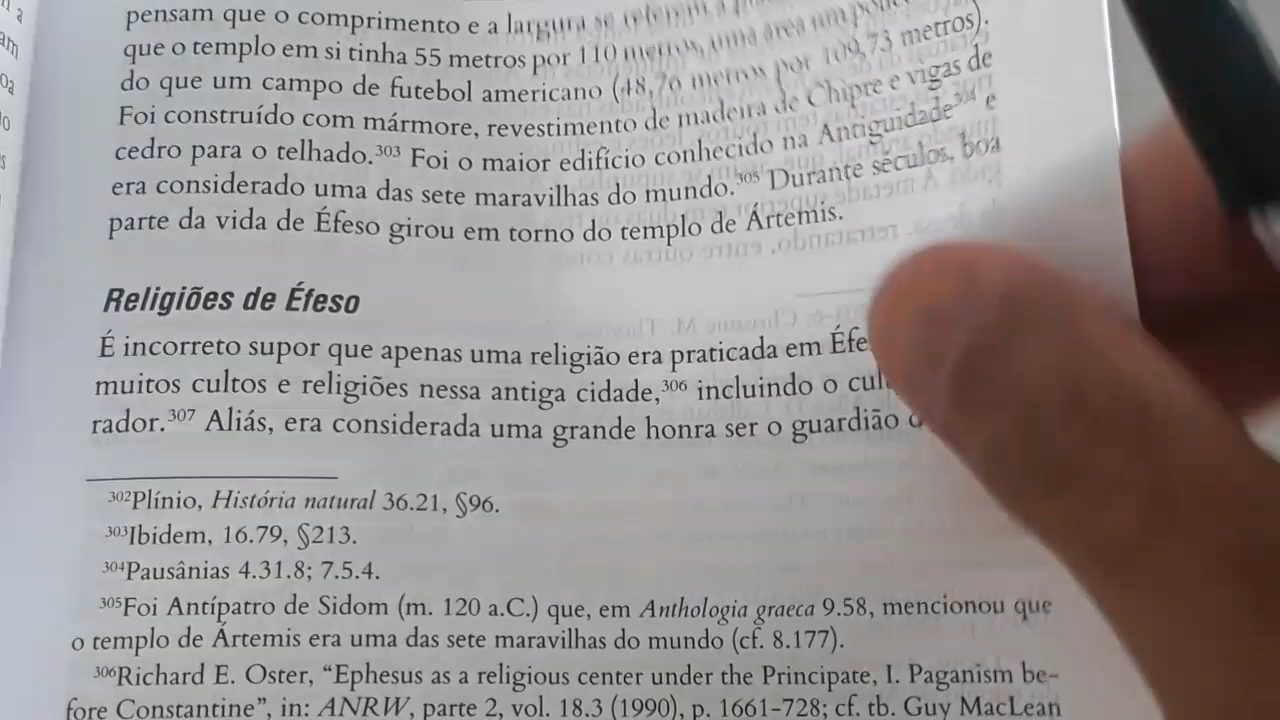 pensam que o comprimento e a largura se
que o templo em si tinha 55 metros por 110 metros, uma área um pouco
do que um campo de futebol americano (48,76 metros por 109,73 metros).
Foi construído com mármore, revestimento de madeira de Chipre e vigas de
cedro para o telhado.³⁰³ Foi o maior edifício conhecido na Antiguidade³⁰⁴ e
era considerado uma das sete maravilhas do mundo.³⁰⁵ Durante séculos, boa
parte da vida de Éfeso girou em torno do templo de Ártemis.
Religiões de Éfeso
É incorreto supor que apenas uma religião era praticada em
muitos cultos e religiões nessa antiga cidade,³⁰⁶ incluindo o
rador.³⁰⁷ Aliás, era considerada uma grande honra ser o guardião
³⁰²Plínio, História natural 36.21, §96.
³⁰³Ibidem, 16.79, §213.
³⁰⁴Pausânias 4.31.8; 7.5.4.
³⁰⁵Foi Antípatro de Sidom (m. 120 a.C.) que, em Anthologia graeca 9.58, mencionou que
o templo de Ártemis era uma das sete maravilhas do mundo (cf. 8.177).
³⁰⁶Richard E. Oster, “Ephesus as a religious center under the Principate, I. Paganism be-
fore Constantine”, in: ANRW, parte 2, vol. 18.3 (1990), p. 1661-728; cf. tb. Guy MacLean